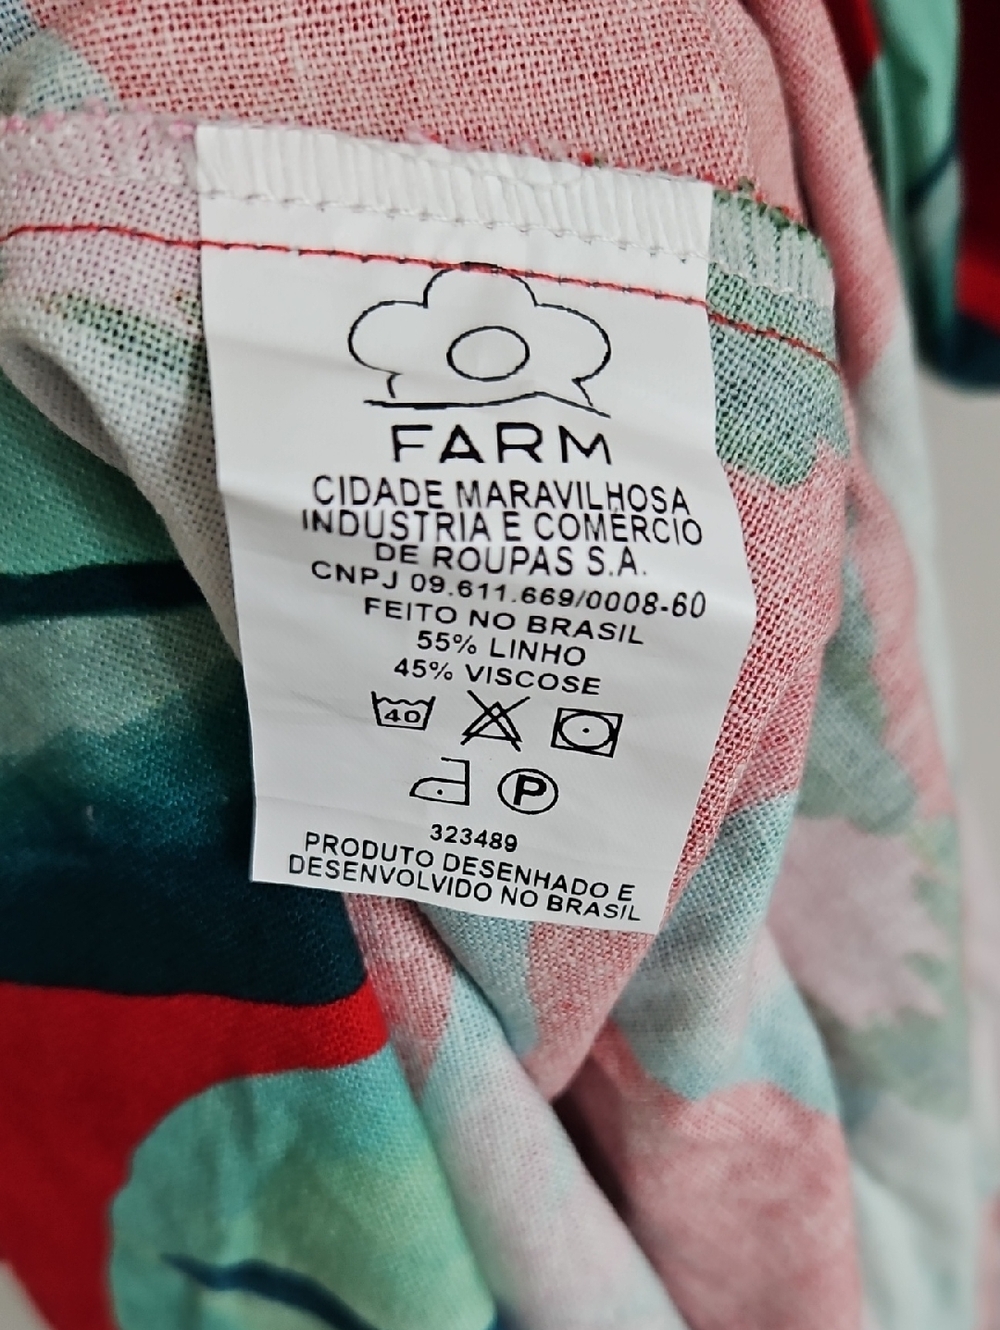 FARM
CIDADE MARAVILHOSA
INDUSTRIA E COMÉRCIO
DE ROUPAS S.A.
CNPJ 09.611.669/0008-60
FEITO NO BRASIL
55% LINHO
45% VISCOSE
40
P
323489
PRODUTO DESENHADO E
DESENVOLVIDO NO BRASIL